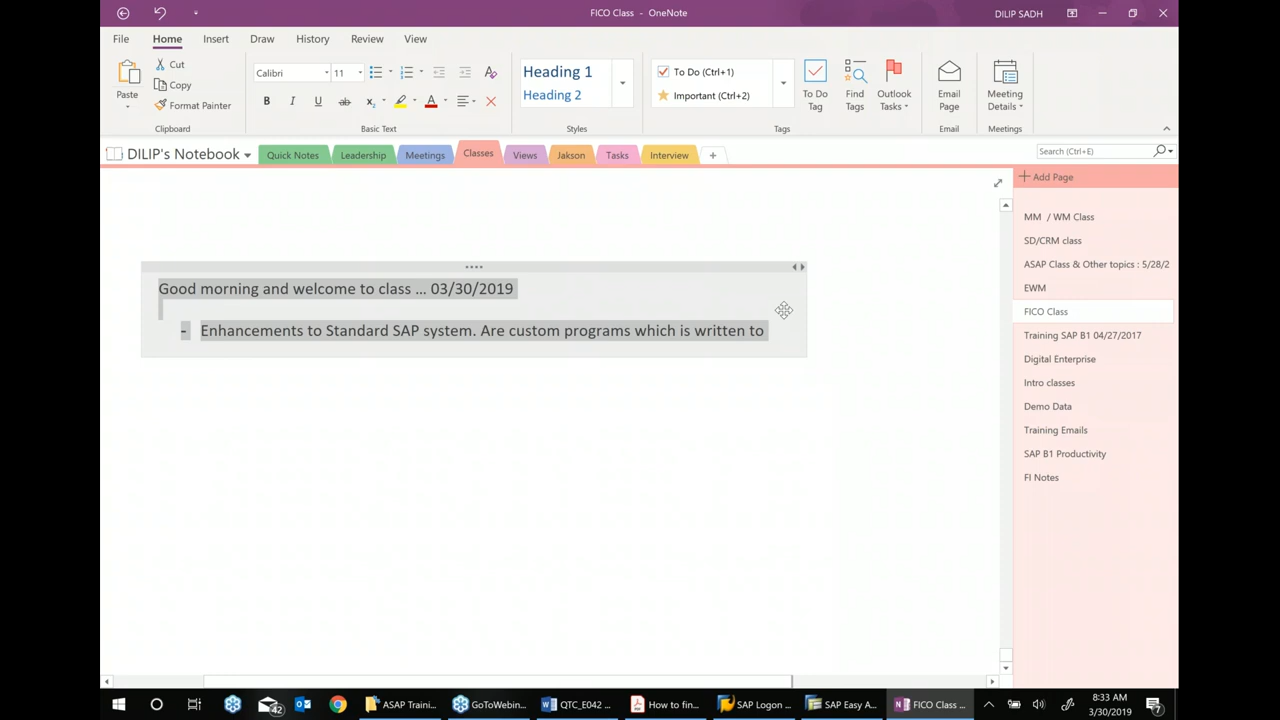 FICO Class - OneNote
DILIP SADH
File Home Insert Draw History Review View
Paste
Cut
Copy
Format Painter
Clipboard
Calibri 11
B I U ab x₂ A
Basic Text
Heading 1
Heading 2
Styles
To Do (Ctrl+1)
Important (Ctrl+2)
To Do Tag
Find Tags
Outlook Tasks
Tags
Email Page
Email
Meeting Details
Meetings
DILIP's Notebook Quick Notes Leadership Meetings Classes Views Jakson Tasks Interview +
Search (Ctrl+E)
Add Page
MM / WM Class
SD/CRM class
ASAP Class & Other topics : 5/28/2
EWM
FICO Class
Training SAP B1 04/27/2017
Digital Enterprise
Intro classes
Demo Data
Training Emails
SAP B1 Productivity
FI Notes
Good morning and welcome to class ... 03/30/2019
- Enhancements to Standard SAP system. Are custom programs which is written to
42 ASAP Traini... GoToWebin... QTC_E042 ... How to fin... SAP Logon ... SAP Easy A... FICO Class ...
8:33 AM
3/30/2019
7